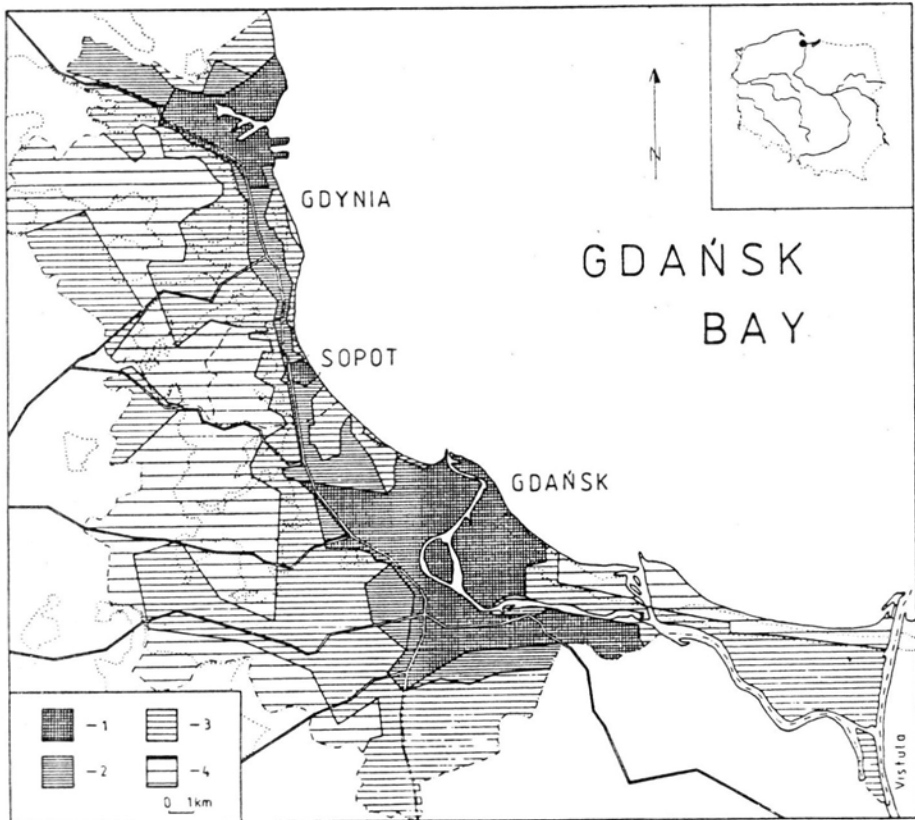 N
GDYNIA
GDAŃSK
BAY
SOPOT
GDAŃSK
Vistula
-1
-3
-2
-4
0 1km